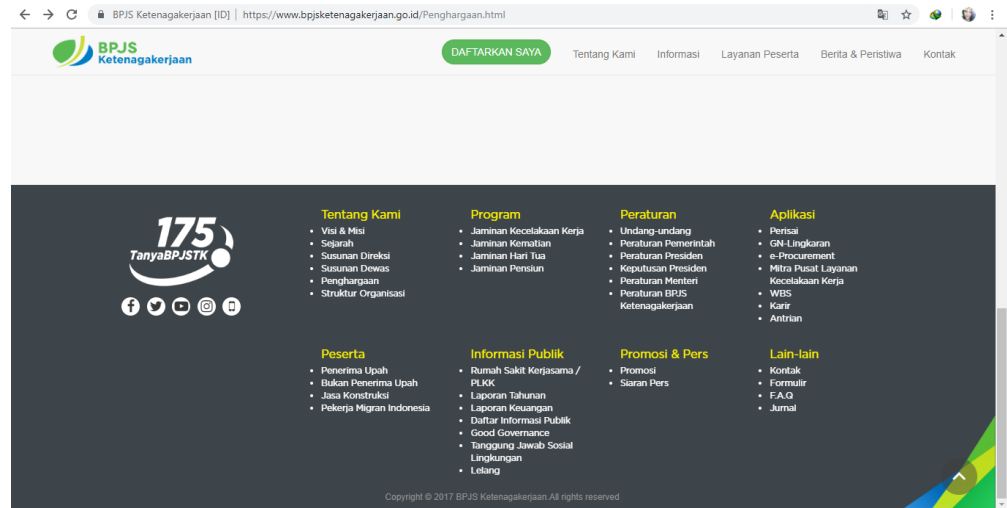 BPJS Ketenagakerjaan [ID] | https://www.bpjsketenagakerjaan.go.id/Penghargaan.html
BPJS
Ketenagakerjaan
DAFTARKAN SAYA
Tentang Kami
Informasi
Layanan Peserta
Berita & Peristiwa
Kontak
175
TanyaBPJSTK
Tentang Kami
• Visi & Misi
• Sejarah
• Susunan Direksi
• Susunan Dewas
• Penghargaan
• Struktur Organisasi
Program
• Jaminan Kecelakaan Kerja
• Jaminan Kematian
• Jaminan Hari Tua
• Jaminan Pensiun
Peraturan
• Undang-undang
• Peraturan Pemerintah
• Peraturan Presiden
• Keputusan Presiden
• Peraturan Menteri
• Peraturan BPJS
Ketenagakerjaan
Aplikasi
• Perisai
• GN-Lingkaran
• e-Procurement
• Mitra Pusat Layanan
Kecelakaan Kerja
• WBS
• Karir
• Antrian
Peserta
• Penerima Upah
• Bukan Penerima Upah
• Jasa Konstruksi
• Pekerja Migran Indonesia
Informasi Publik
• Rumah Sakit Kerjasama /
PLKK
• Laporan Tahunan
• Laporan Keuangan
• Daftar Informasi Publik
• Good Governance
• Tanggung Jawab Sosial
Lingkungan
• Lelang
Promosi & Pers
• Promosi
• Siaran Pers
Lain-lain
• Kontak
• Formulir
• F.A.Q
• Jurnal
Copyright © 2017 BPJS Ketenagakerjaan.All rights reserved